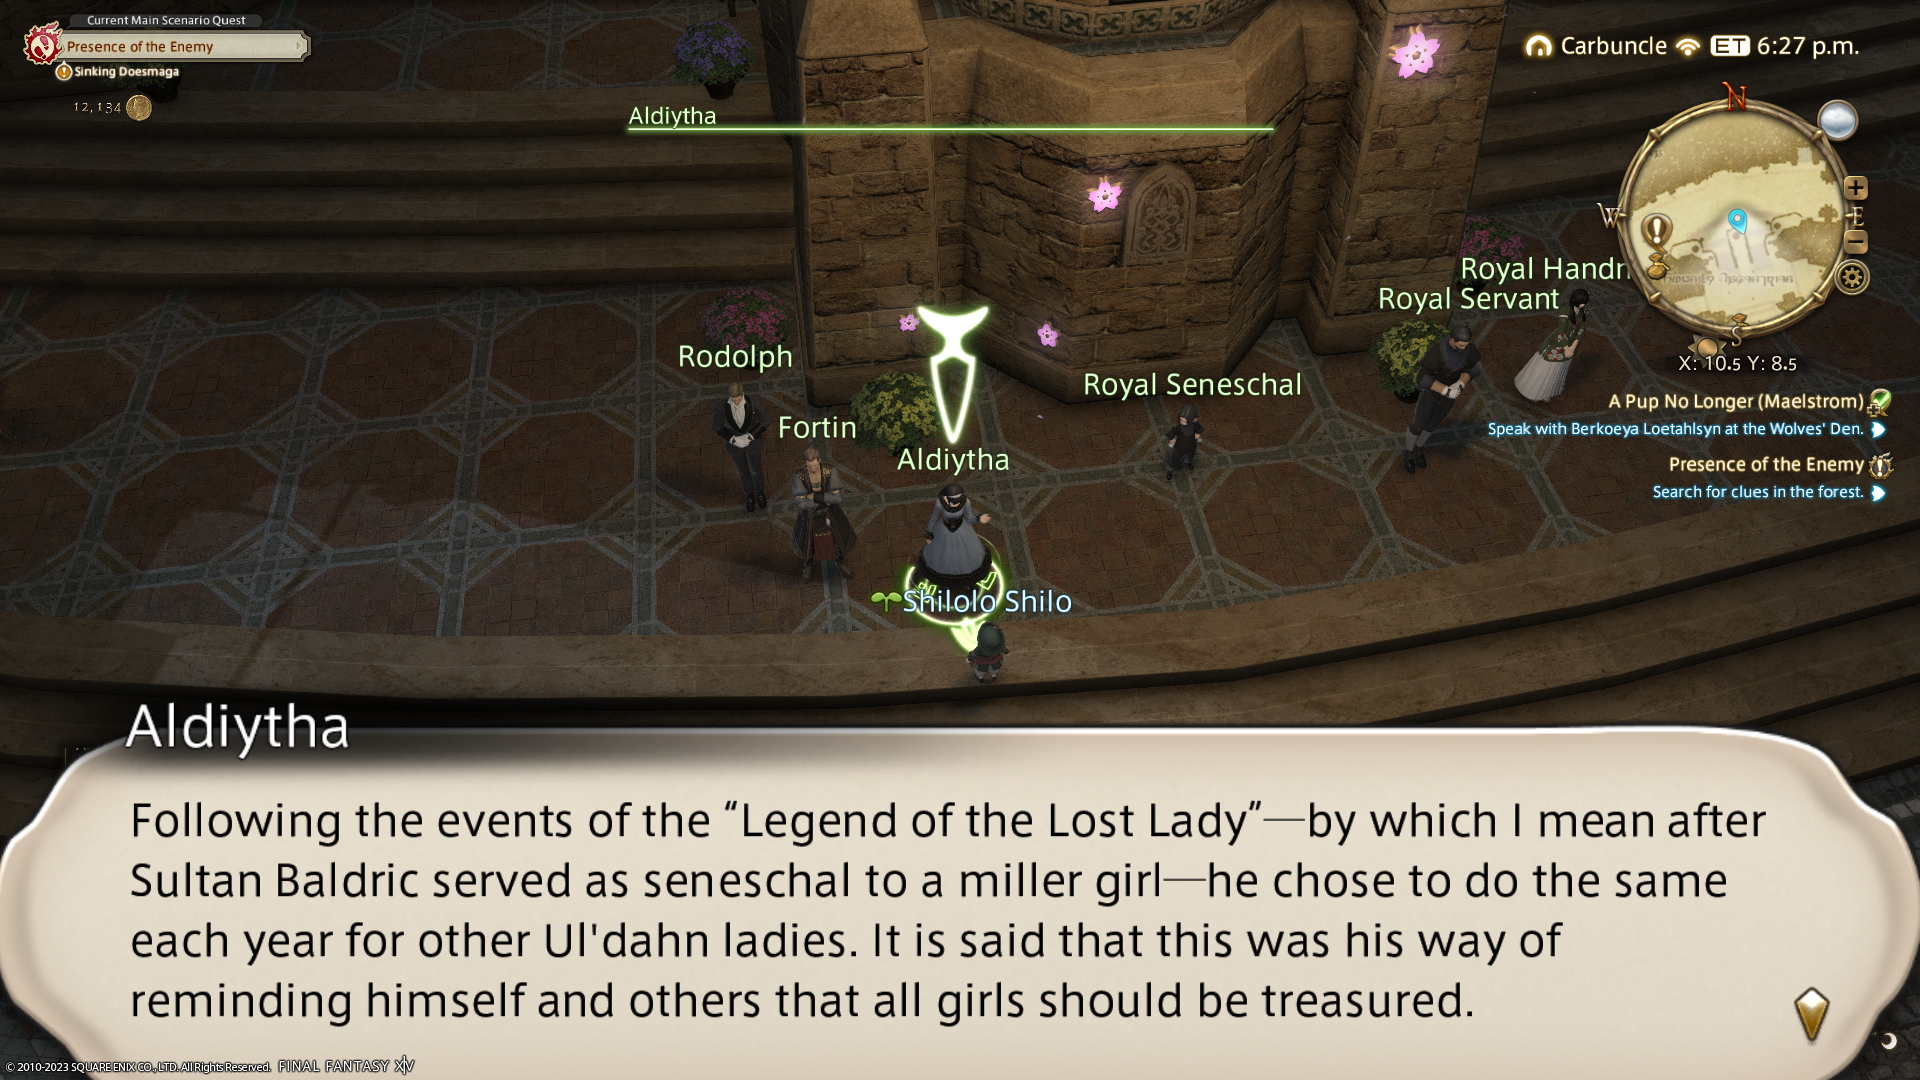 Current Main Scenario Quest
Presence of the Enemy
Sinking Doesmaga
12,134
Carbuncle ET 6:27 p.m.
Aldiytha
N
W
E
S
X: 10.5 Y: 8.5
A Pup No Longer (Maelstrom)
Speak with Berkoeya Loetahlsyn at the Wolves' Den.
Presence of the Enemy
Search for clues in the forest.
Royal Handr
Royal Servant
Rodolph
Royal Seneschal
Fortin
Aldiytha
Shilolo Shilo
Aldiytha
Following the events of the “Legend of the Lost Lady”—by which I mean after
Sultan Baldric served as seneschal to a miller girl—he chose to do the same
each year for other Ul'dahn ladies. It is said that this was his way of
reminding himself and others that all girls should be treasured.
© 2010-2023 SQUARE ENIX CO., LTD. All Rights Reserved. FINAL FANTASY XIV